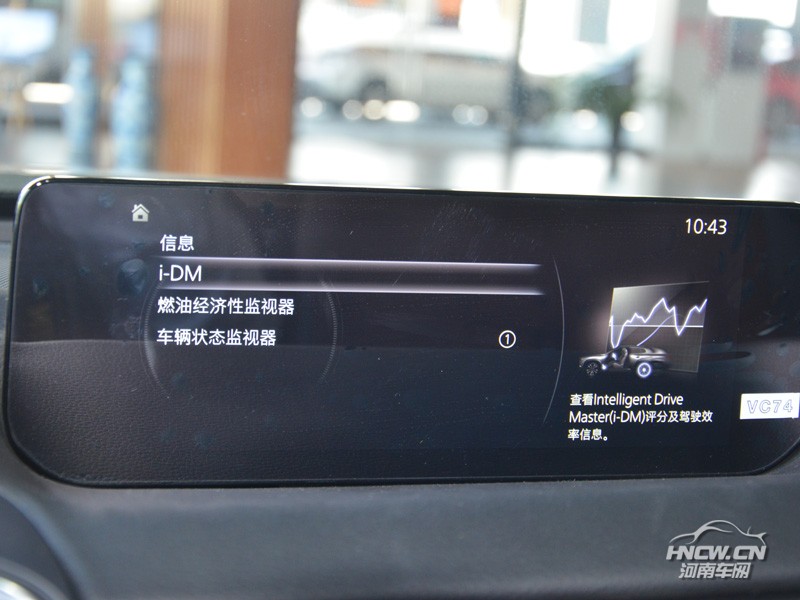 10:43
信息
i-DM
燃油经济性监视器
车辆状态监视器 1
查看Intelligent Drive
Master(i-DM)评分及驾驶效
率信息。
VC74
HNCW.CN
河南车网